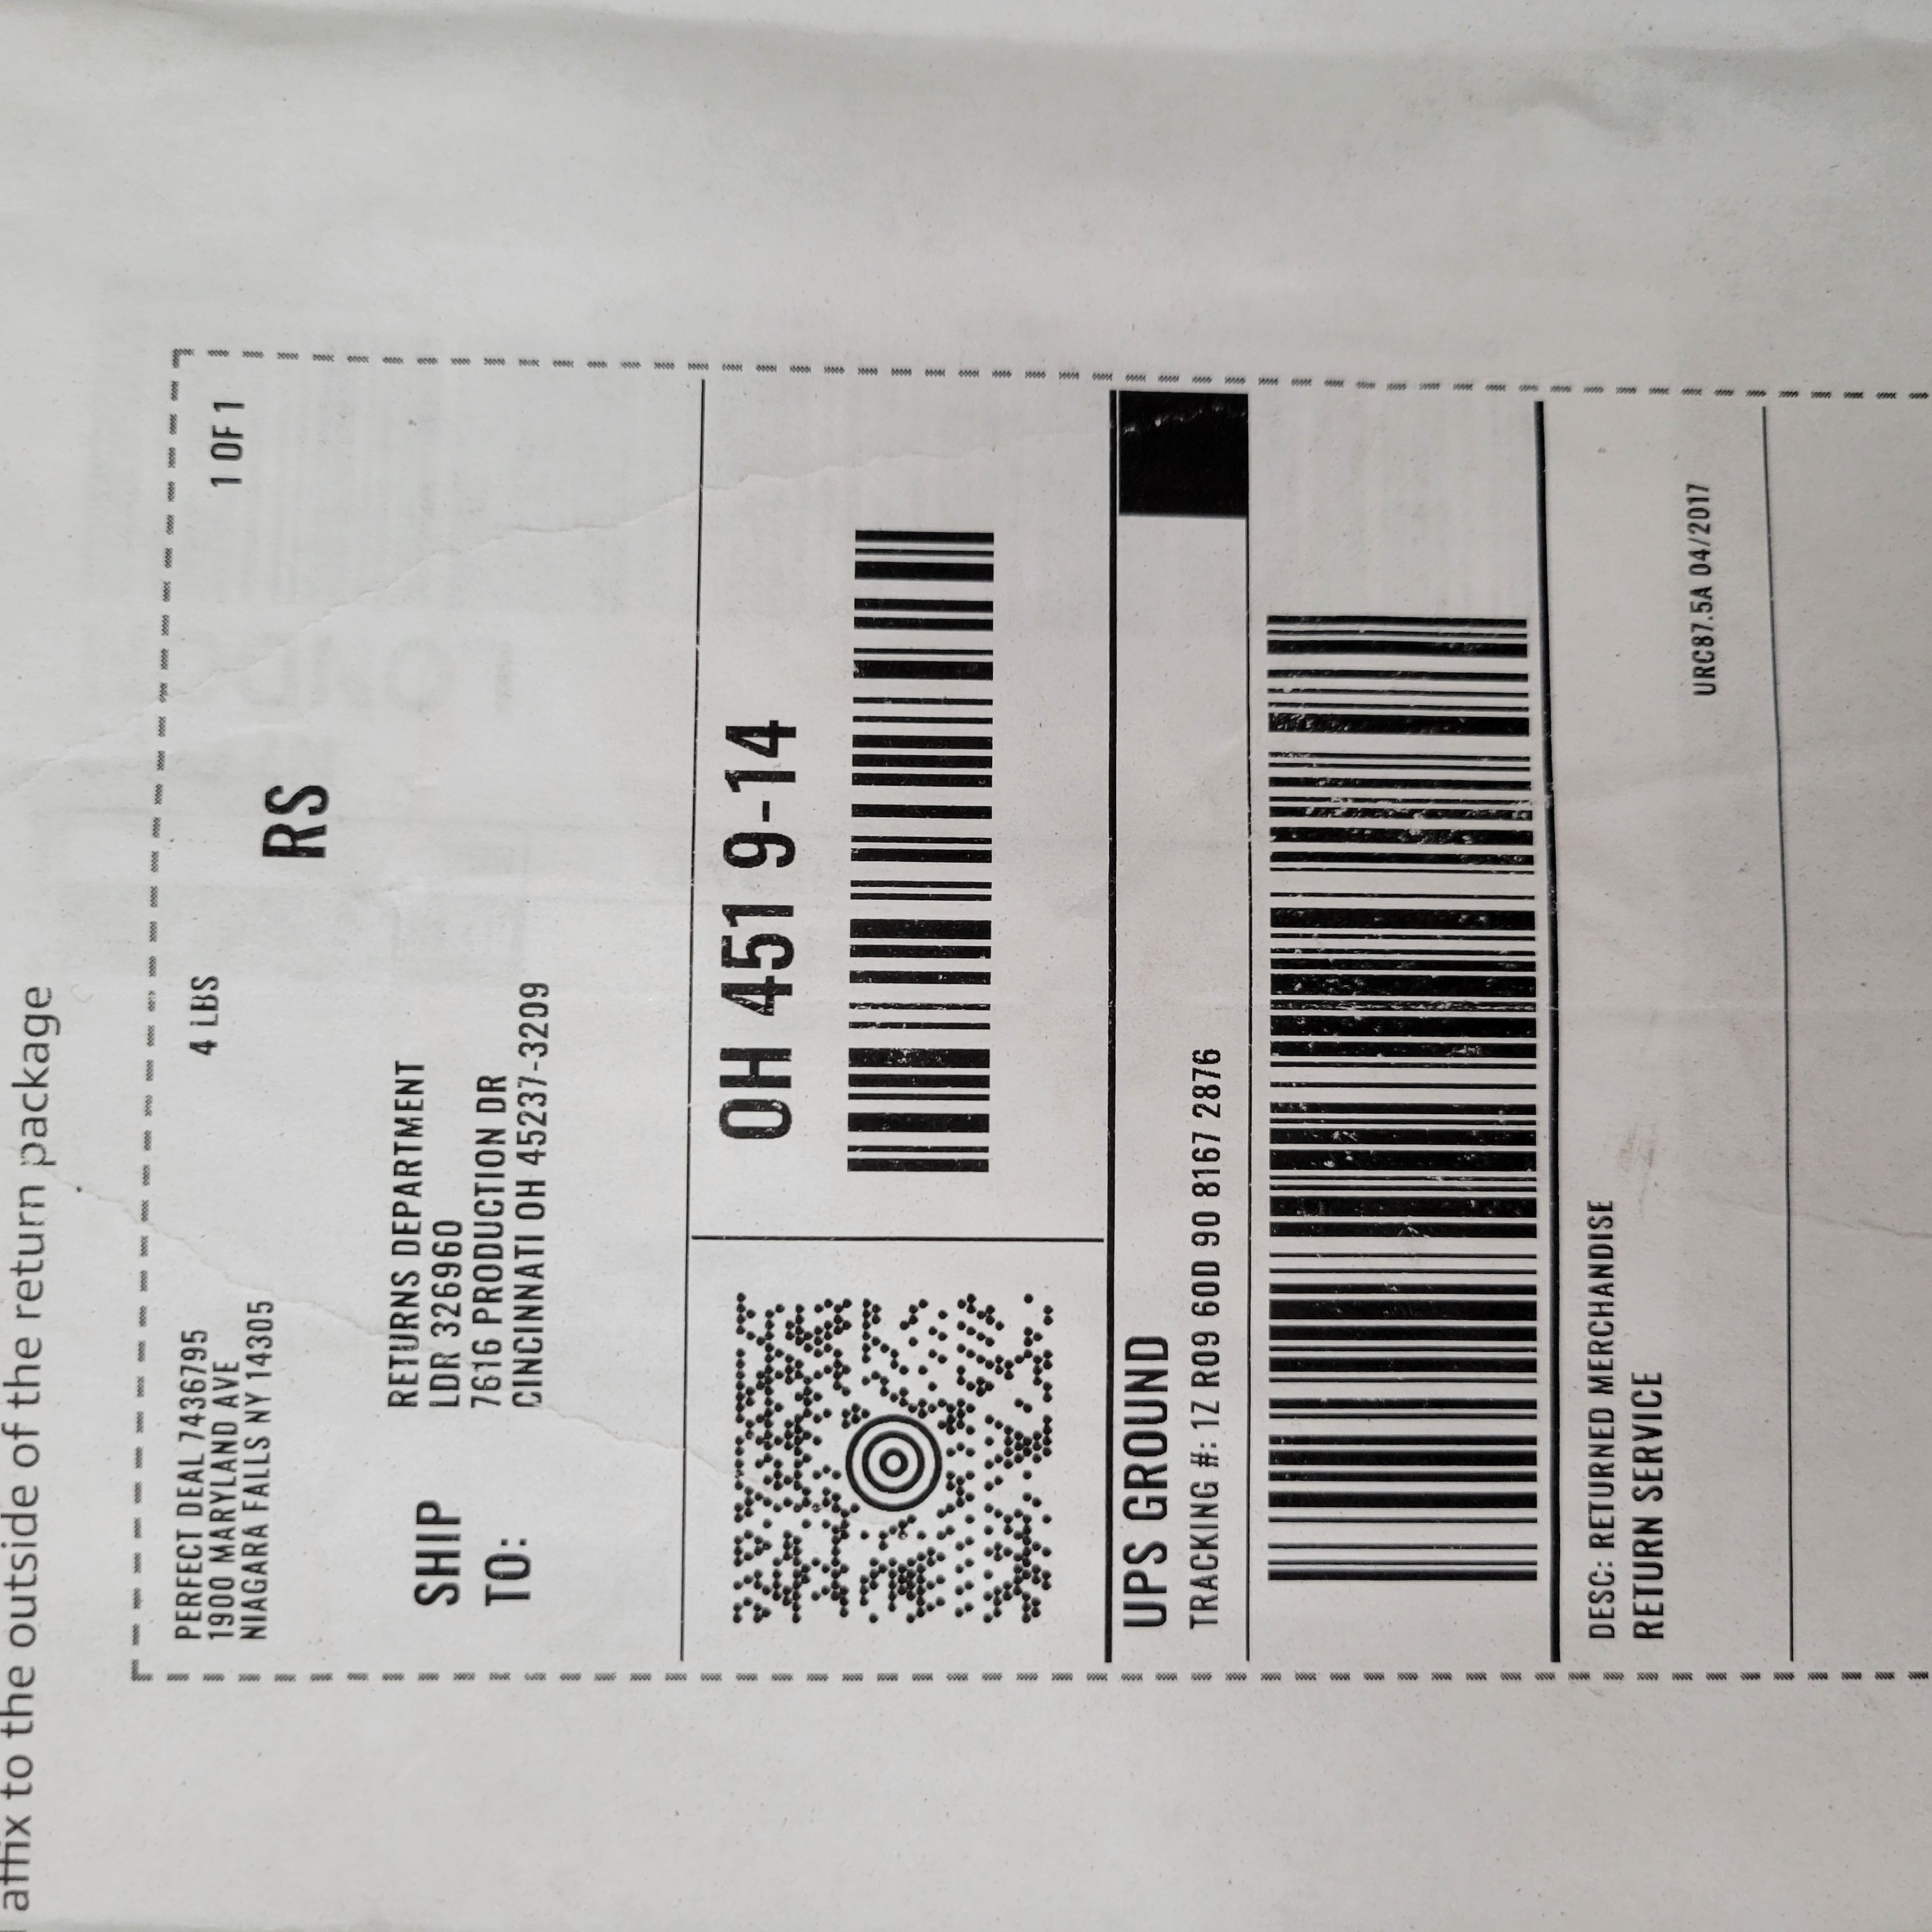 affix to the outside of the return package
PERFECT DEAL 7436795
1900 MARYLAND AVE
NIAGARA FALLS NY 14305
4 LBS
1 OF 1
RS
SHIP
TO:
RETURNS DEPARTMENT
LDR 326960
7616 PRODUCTION DR
CINCINNATI OH 45237-3209
OH 451 9-14
UPS GROUND
TRACKING #: 1Z R09 60D 90 8167 2876
DESC: RETURNED MERCHANDISE
RETURN SERVICE
URC87.5A 04/2017